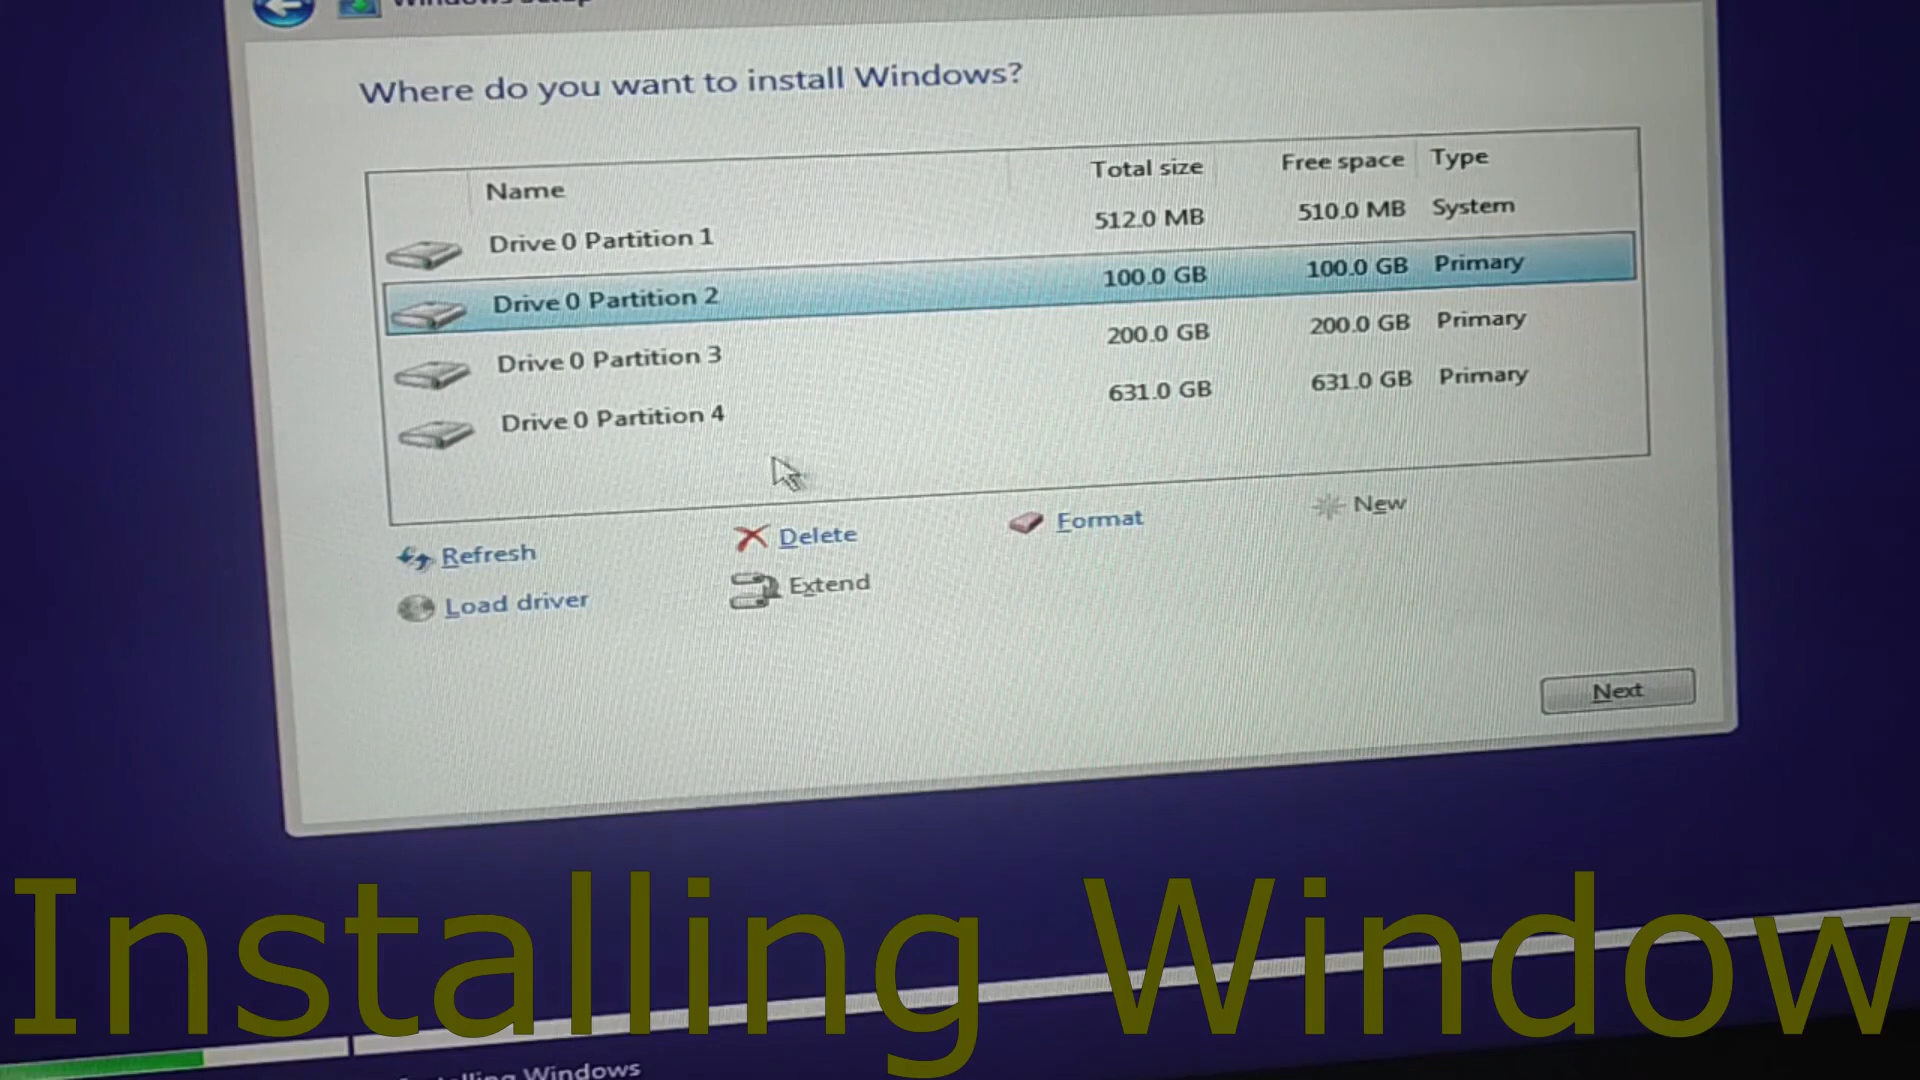 Windows Setup
Where do you want to install Windows?
Name Total size Free space Type
Drive 0 Partition 1 512.0 MB 510.0 MB System
Drive 0 Partition 2 100.0 GB 100.0 GB Primary
Drive 0 Partition 3 200.0 GB 200.0 GB Primary
Drive 0 Partition 4 631.0 GB 631.0 GB Primary
Refresh Delete Format New
Load driver Extend
Next
Installing Window
Installing Windows